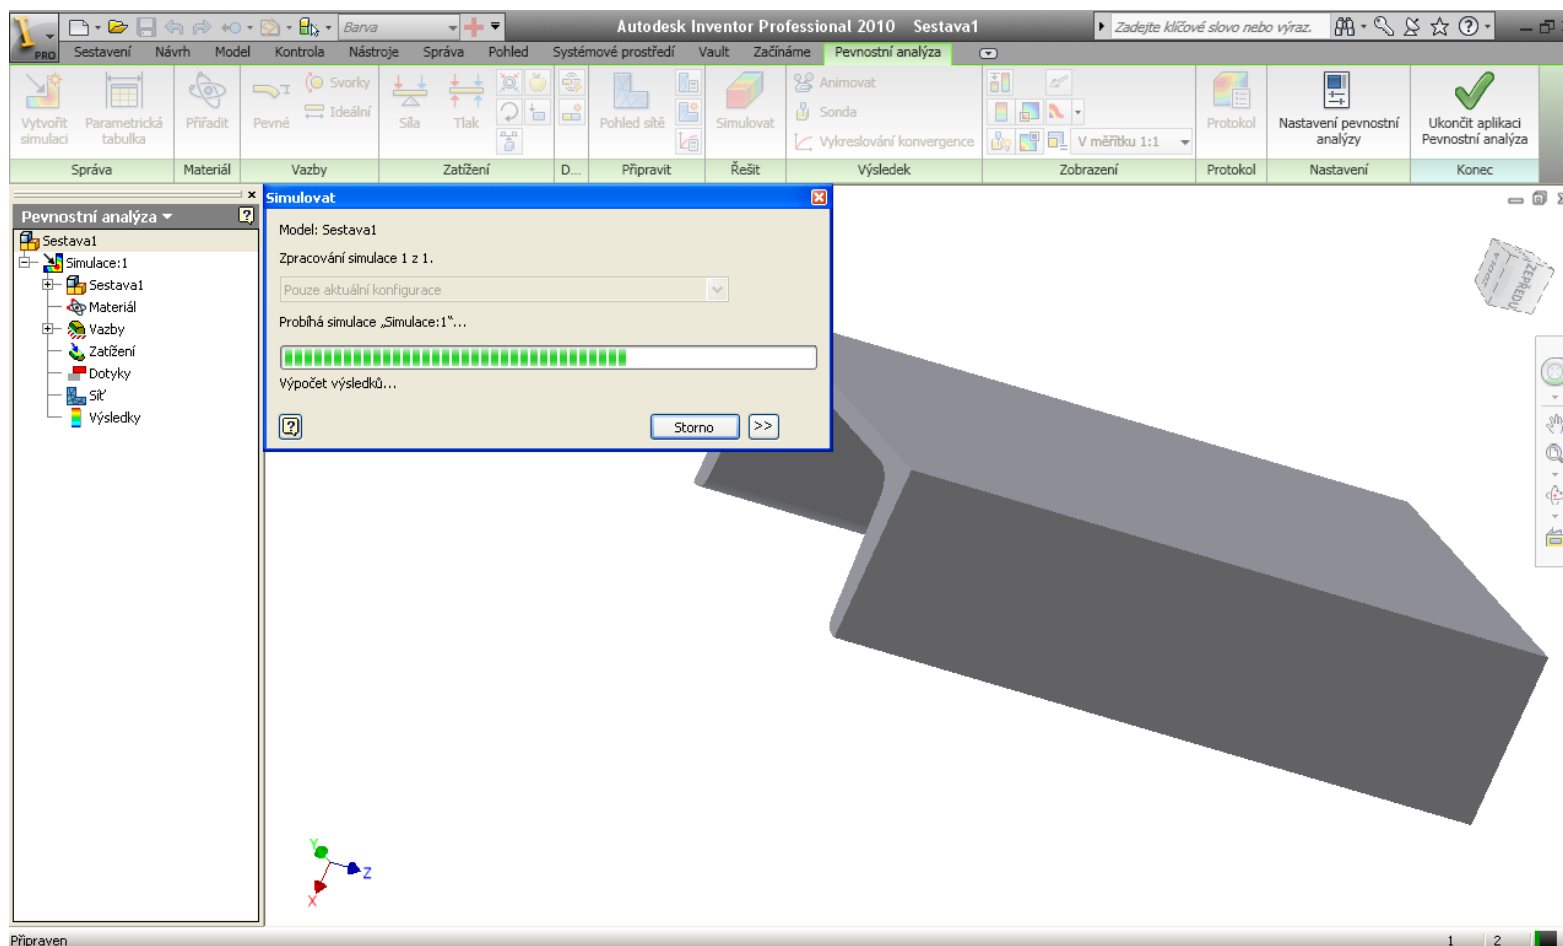 Barva
Autodesk Inventor Professional 2010 Sestava1
Zadejte klíčové slovo nebo výraz.
PRO
Sestavení Návrh Model Kontrola Nástroje Správa Pohled Systémové prostředí Vault Začínáme Pevnostní analýza
Vytvořit simulaci
Parametrická tabulka
Přiřadit
Pevné
Svorky
Ideální
Síla
Tlak
Pohled sítě
Simulovat
Animovat
Sonda
Vykreslování konvergence
V měřítku 1:1
Protokol
Nastavení pevnostní analýzy
Ukončit aplikaci Pevnostní analýza
Správa Materiál Vazby Zatížení D... Připravit Řešit Výsledek Zobrazení Protokol Nastavení Konec
Pevnostní analýza
Sestava1
Simulace:1
Sestava1
Materiál
Vazby
Zatížení
Dotyky
Síť
Výsledky
Simulovat
Model: Sestava1
Zpracování simulace 1 z 1.
Pouze aktuální konfigurace
Probíhá simulace „Simulace:1“...
Výpočet výsledků...
Storno >>
ZEPŘEDU
Y
Z
X
Připraven
1 2